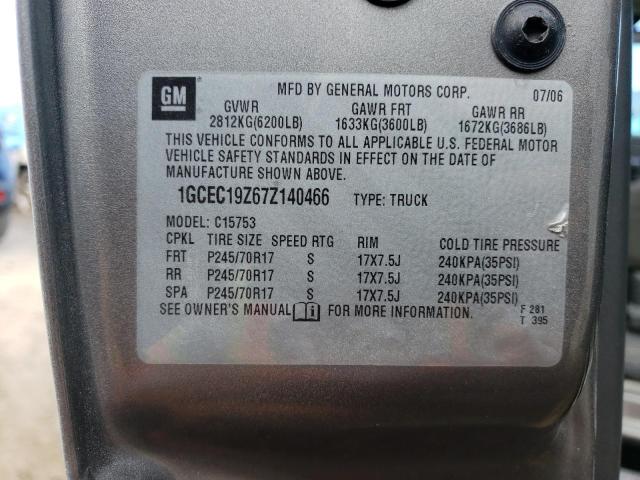 GM
MFD BY GENERAL MOTORS CORP. 07/06
GVWR GAWR FRT GAWR RR
2812KG(6200LB) 1633KG(3600LB) 1672KG(3686LB)
THIS VEHICLE CONFORMS TO ALL APPLICABLE U.S. FEDERAL MOTOR
VEHICLE SAFETY STANDARDS IN EFFECT ON THE DATE OF
MANUFACTURE SHOWN ABOVE.
1GCEC19Z67Z140466 TYPE: TRUCK
MODEL: C15753
CPKL TIRE SIZE SPEED RTG RIM COLD TIRE PRESSURE
FRT P245/70R17 S 17X7.5J 240KPA(35PSI)
RR P245/70R17 S 17X7.5J 240KPA(35PSI)
SPA P245/70R17 S 17X7.5J 240KPA(35PSI)
SEE OWNER'S MANUAL i FOR MORE INFORMATION. F 281
T 395